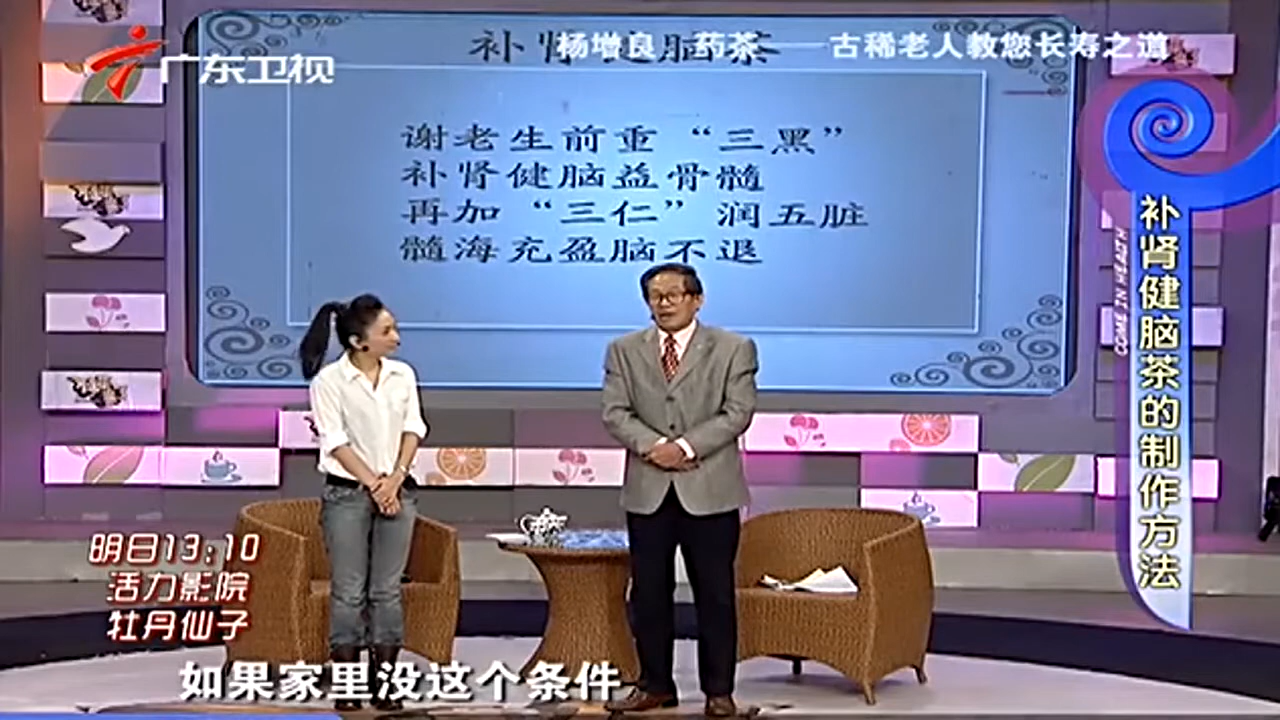 广东卫视
杨增良 药茶——古稀老人教您长寿之道
补肾健脑茶
谢老生前重“三黑”
补肾健脑益骨髓
再加“三仁”润五脏
髓海充盈脑不退
补肾健脑茶的制作方法
COME IN HEALTH
明日13:10
活力影院
牡丹仙子
如果家里没这个条件